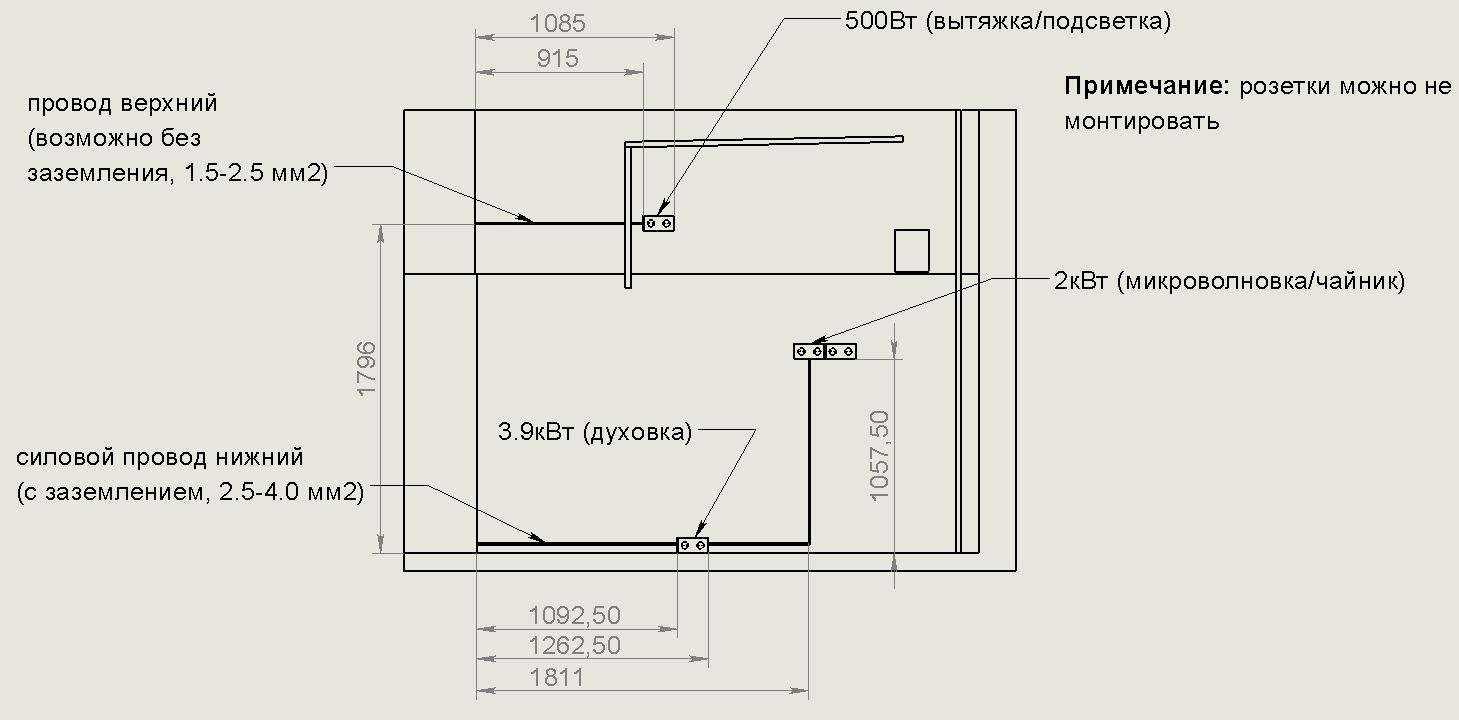 1085
500Вт (вытяжка/подсветка)
915
Примечание: розетки можно не
монтировать
провод верхний
(возможно без
заземления, 1.5-2.5 мм2)
2кВт (микроволновка/чайник)
1796
3.9кВт (духовка)
1057,50
силовой провод нижний
(с заземлением, 2.5-4.0 мм2)
1092,50
1262,50
1811